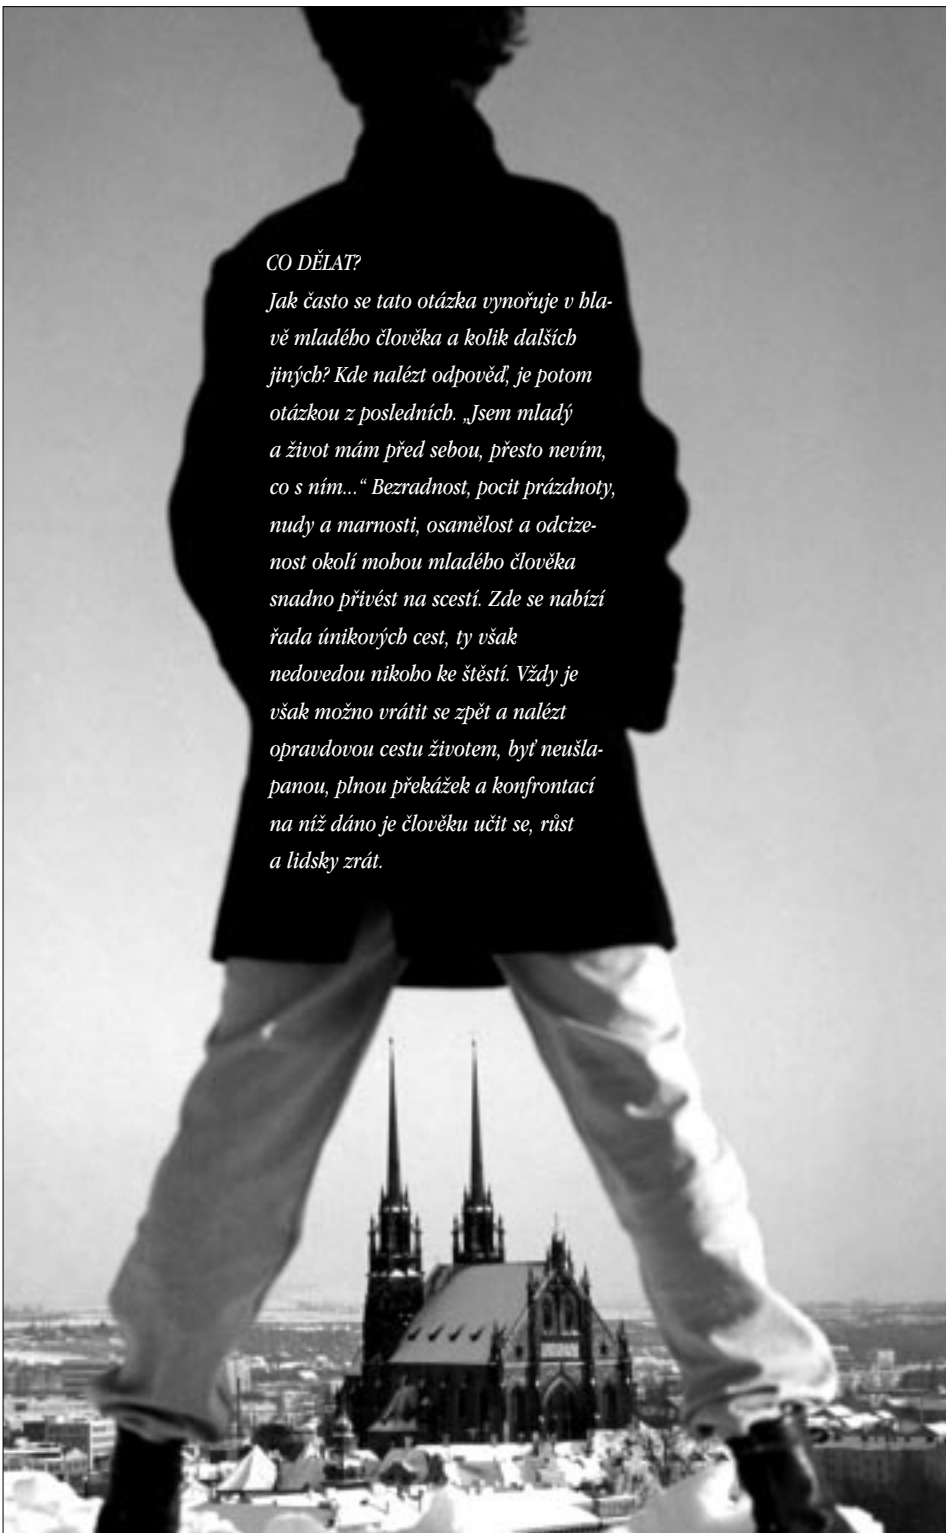 CO DĚLAT?
Jak často se tato otázka vynořuje v hla-
vě mladého člověka a kolik dalších
jiných? Kde nalézt odpověď, je potom
otázkou z posledních. „Jsem mladý
a život mám před sebou, přesto nevím,
co s ním...“ Bezradnost, pocit prázdnoty,
nudy a marnosti, osamělost a odcize-
nost okolí mohou mladého člověka
snadno přivést na scestí. Zde se nabízí
řada únikových cest, ty však
nedovedou nikoho ke štěstí. Vždy je
však možno vrátit se zpět a nalézt
opravdovou cestu životem, byť neušla-
panou, plnou překážek a konfrontací
na níž dáno je člověku učit se, růst
a lidsky zrát.